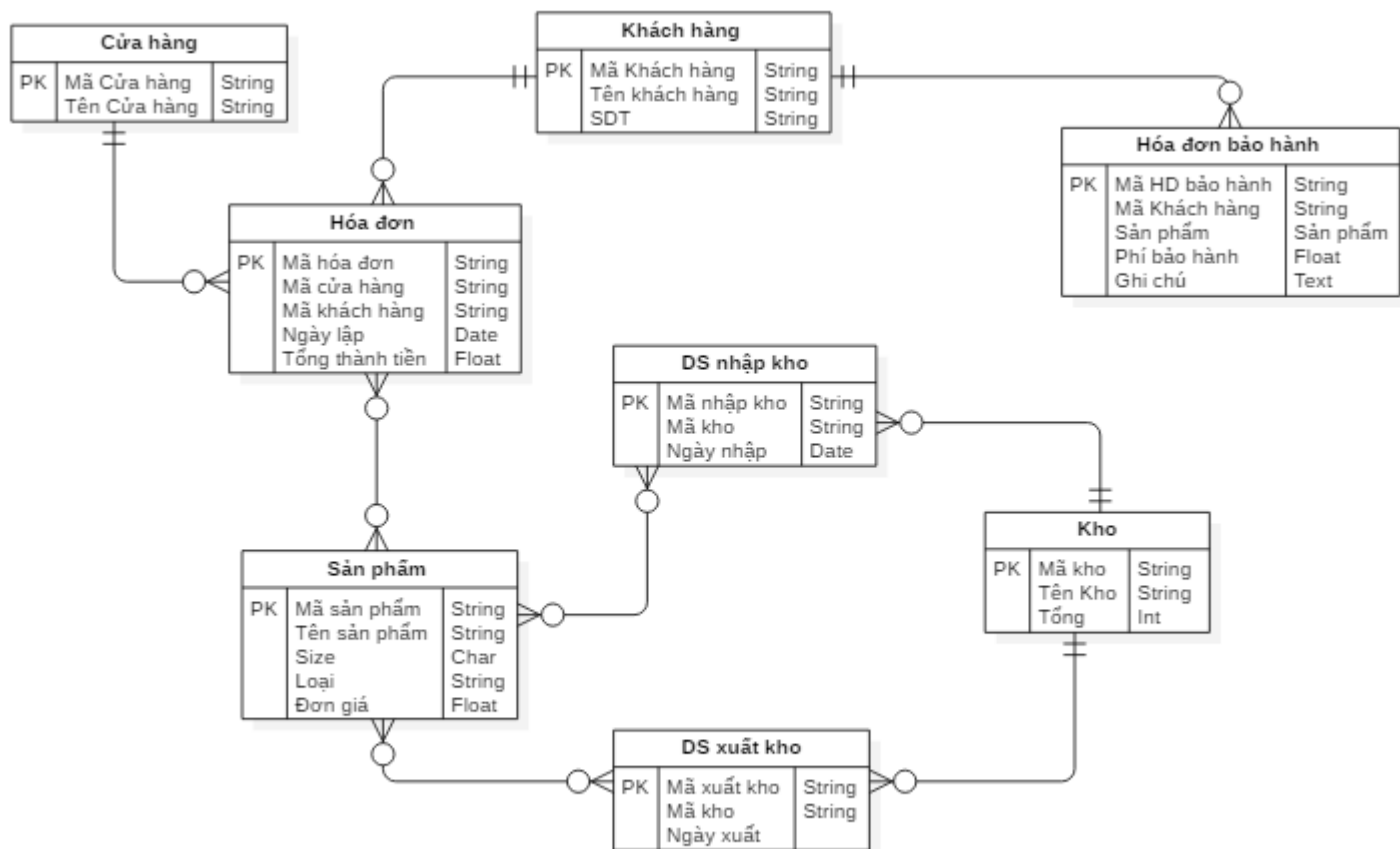 Cửa hàng
PK Mã Cửa hàng String
Tên Cửa hàng String
Khách hàng
PK Mã Khách hàng String
Tên khách hàng String
SDT String
Hóa đơn bảo hành
PK Mã HD bảo hành String
Mã Khách hàng String
Sản phẩm Sản phẩm
Phí bảo hành Float
Ghi chú Text
Hóa đơn
PK Mã hóa đơn String
Mã cửa hàng String
Mã khách hàng String
Ngày lập Date
Tổng thành tiền Float
DS nhập kho
PK Mã nhập kho String
Mã kho String
Ngày nhập Date
Kho
PK Mã kho String
Tên Kho String
Tổng Int
Sản phẩm
PK Mã sản phẩm String
Tên sản phẩm String
Size Char
Loại String
Đơn giá Float
DS xuất kho
PK Mã xuất kho String
Mã kho String
Ngày xuất